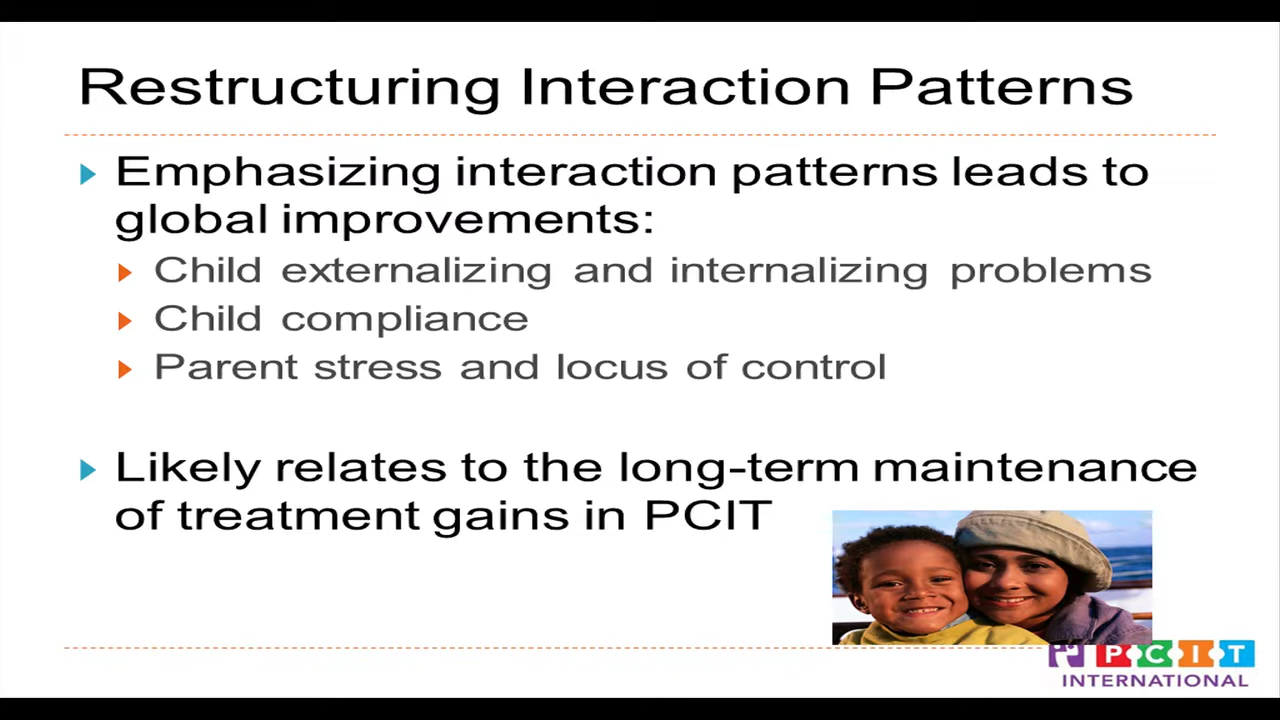 Restructuring Interaction Patterns
Emphasizing interaction patterns leads to
global improvements:
Child externalizing and internalizing problems
Child compliance
Parent stress and locus of control
Likely relates to the long-term maintenance
of treatment gains in PCIT
PCIT
INTERNATIONAL